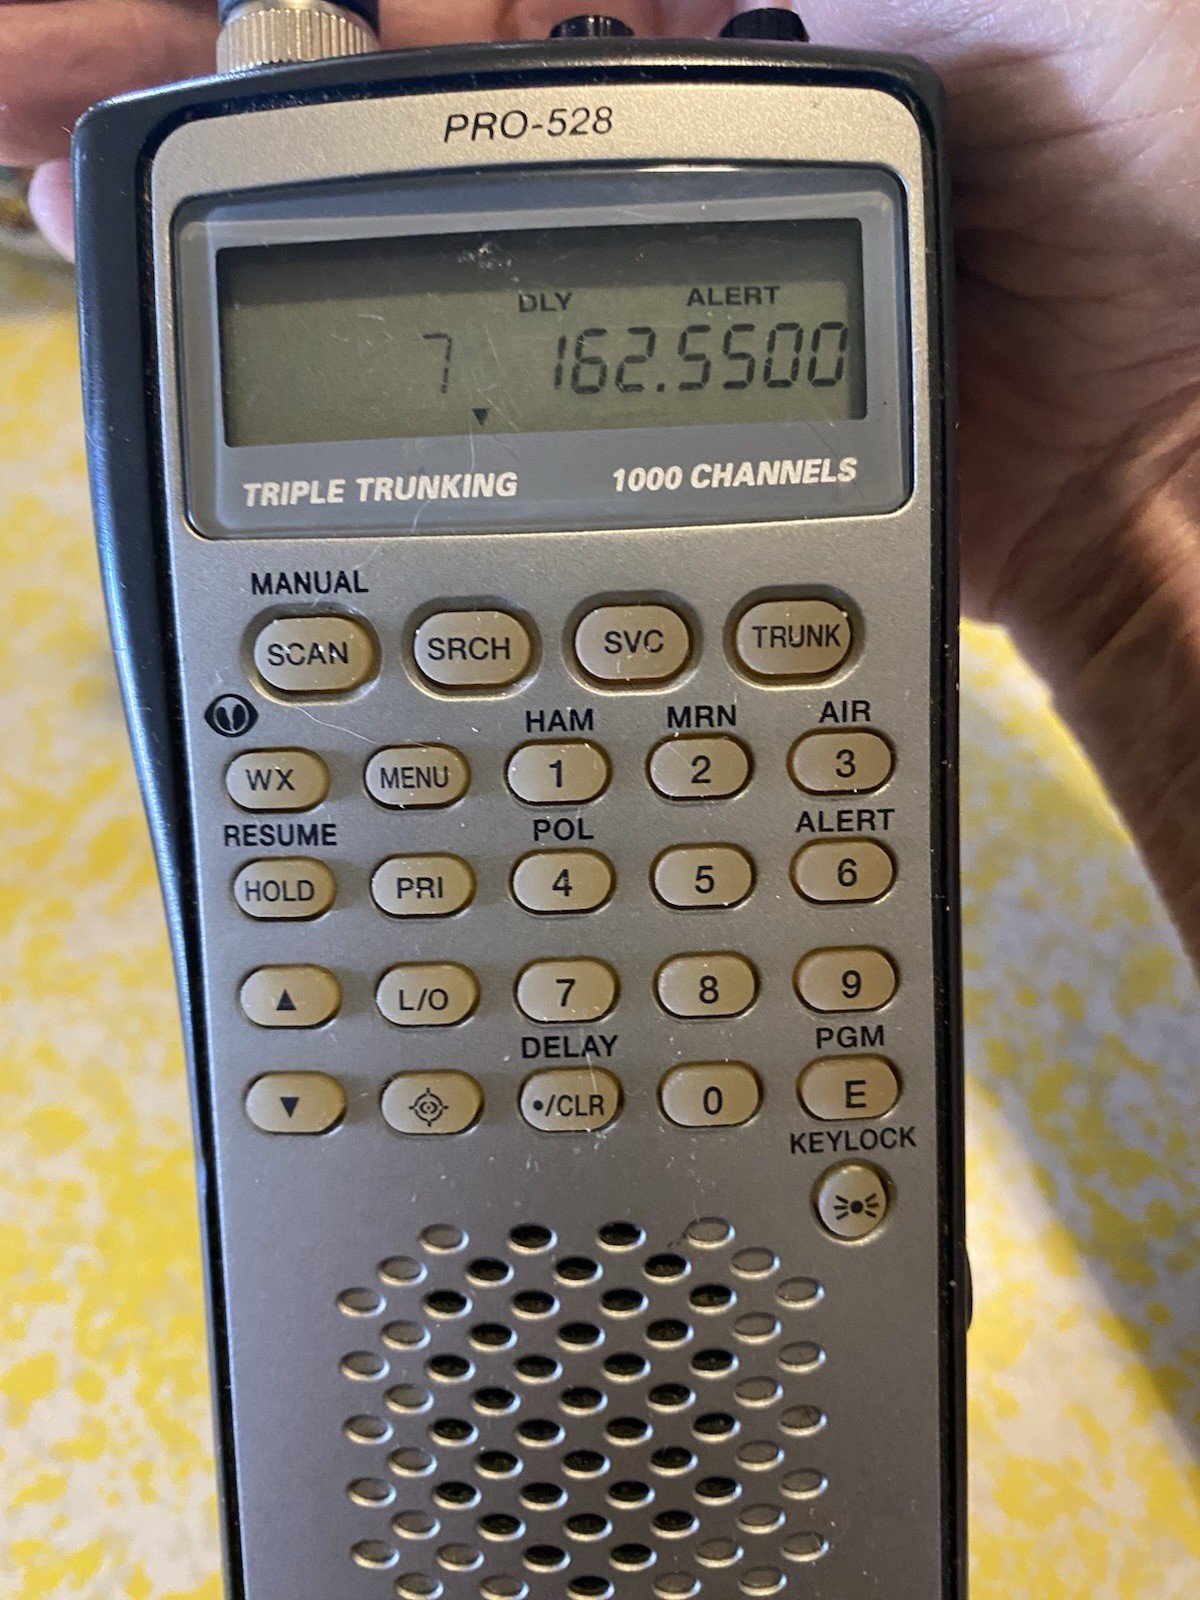 PRO-528
DLY ALERT
7 162.5500
▼
TRIPLE TRUNKING 1000 CHANNELS
MANUAL
SCAN SRCH SVC TRUNK
HAM MRN AIR
WX MENU 1 2 3
RESUME POL ALERT
HOLD PRI 4 5 6
▲ L/O 7 8 9
DELAY PGM
▼ •/CLR 0 E
KEYLOCK